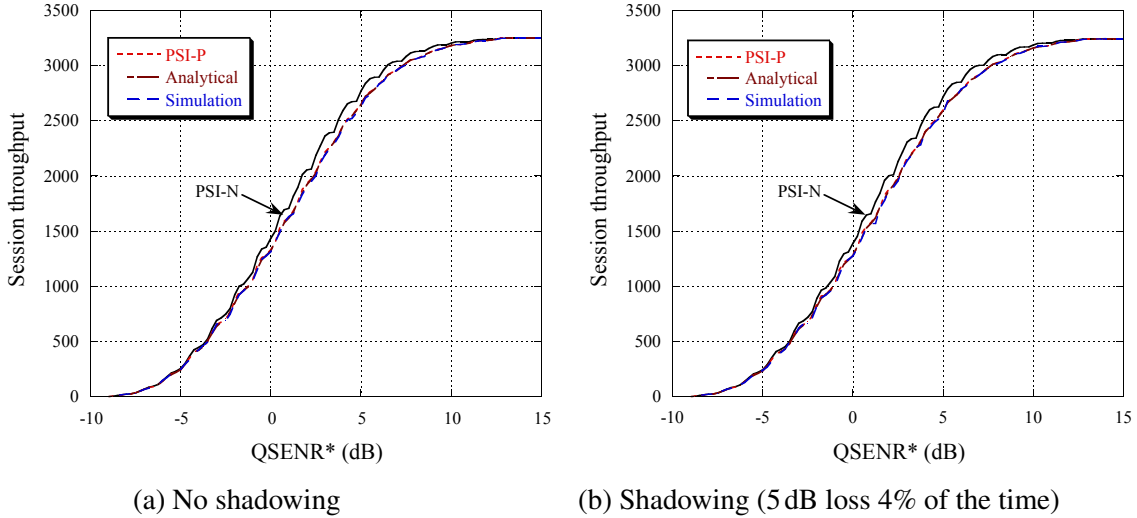 3500
3000
2500
2000
1500
1000
500
0
-10
-5
0
5
10
15
Session throughput
QSENR* (dB)
PSI-P
Analytical
Simulation
PSI-N
(a) No shadowing
3500
3000
2500
2000
1500
1000
500
0
-10
-5
0
5
10
15
Session throughput
QSENR* (dB)
PSI-P
Analytical
Simulation
PSI-N
(b) Shadowing (5 dB loss 4% of the time)